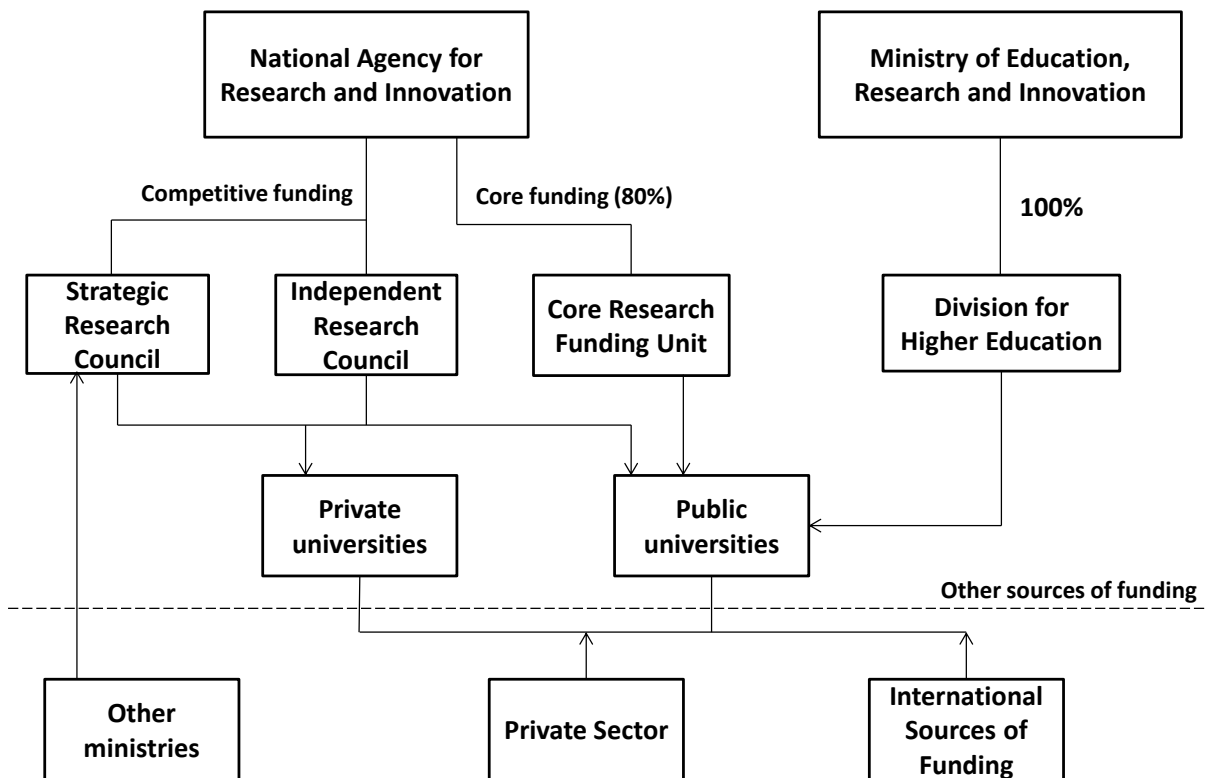 National Agency for
Research and Innovation
Ministry of Education,
Research and Innovation
Competitive funding
Core funding (80%)
100%
Strategic
Research
Council
Independent
Research
Council
Core Research
Funding Unit
Division for
Higher Education
Private
universities
Public
universities
Other sources of funding
Other
ministries
Private Sector
International
Sources of
Funding